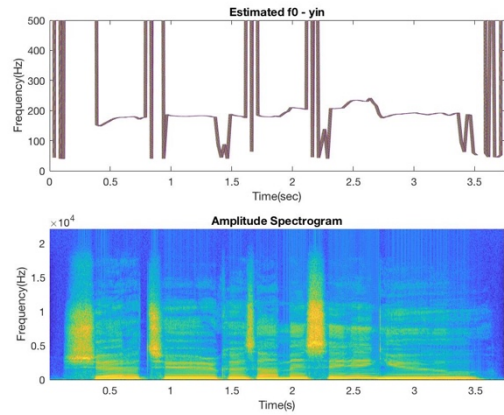 Estimated f0 - yin
Frequency(Hz)
500
400
300
200
100
0
0.5 1 1.5 2 2.5 3 3.5
Time(sec)
Amplitude Spectrogram
×10⁴
Frequency(Hz)
2
1.5
1
0.5
0
0.5 1 1.5 2 2.5 3 3.5
Time(s)